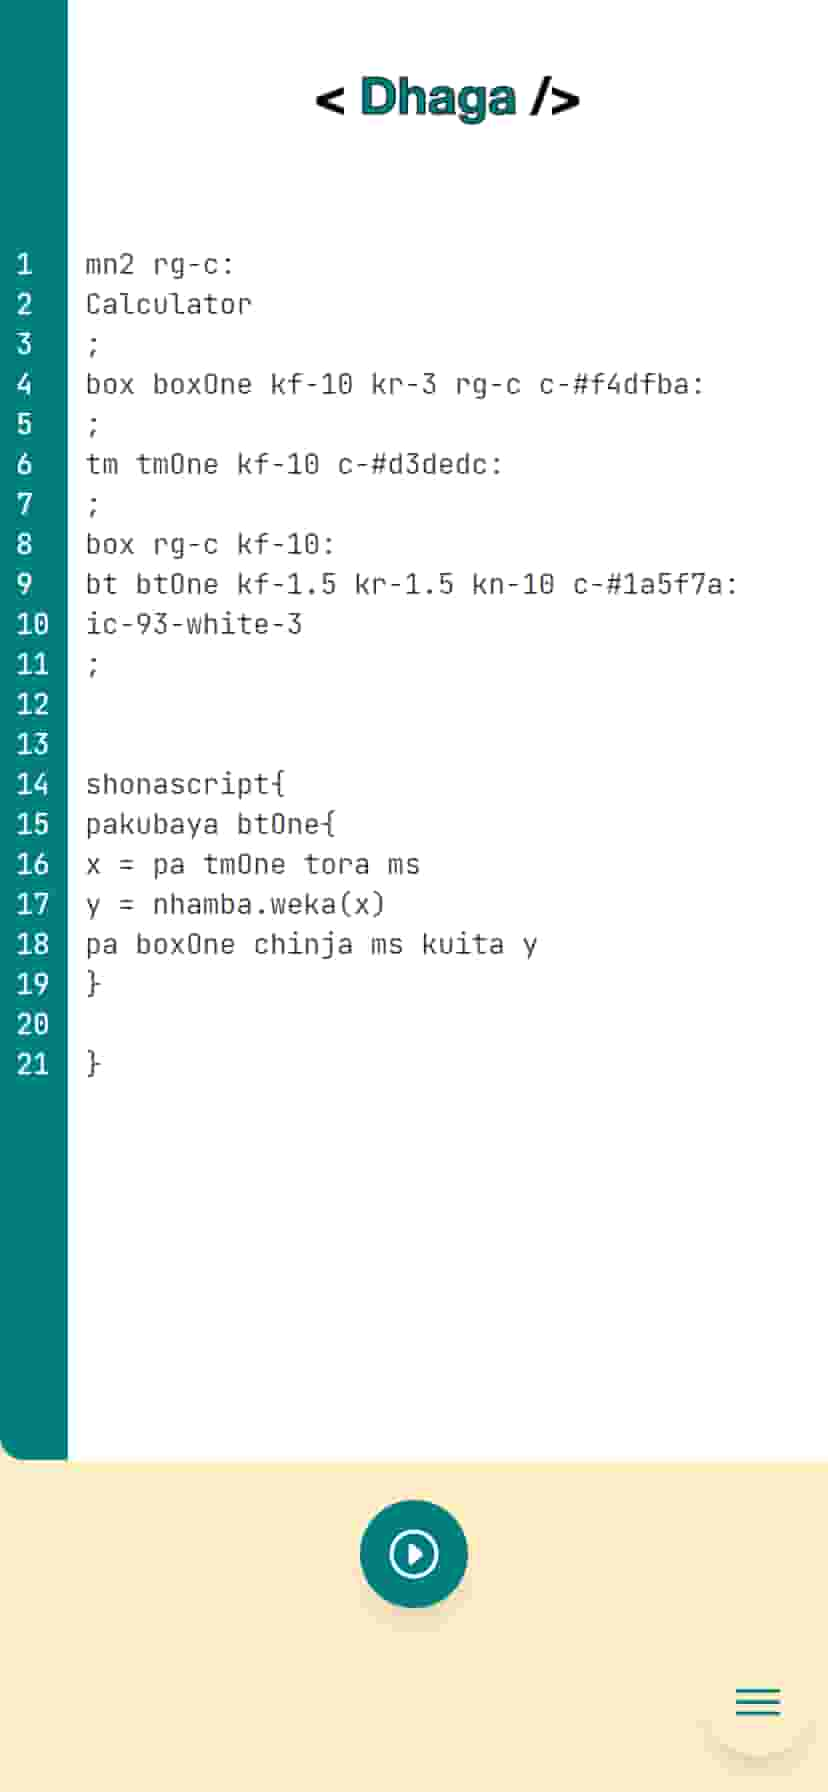 < Dhaga />
1 mn2 rg-c:
2 Calculator
3 ;
4 box boxOne kf-10 kr-3 rg-c c-#f4dfba:
5 ;
6 tm tmOne kf-10 c-#d3dedc:
7 ;
8 box rg-c kf-10:
9 bt btOne kf-1.5 kr-1.5 kn-10 c-#1a5f7a:
10 ic-93-white-3
11 ;
12
13
14 shonascript{
15 pakubaya btOne{
16 x = pa tmOne tora ms
17 y = nhamba.weka(x)
18 pa boxOne chinja ms kuita y
19 }
20
21 }